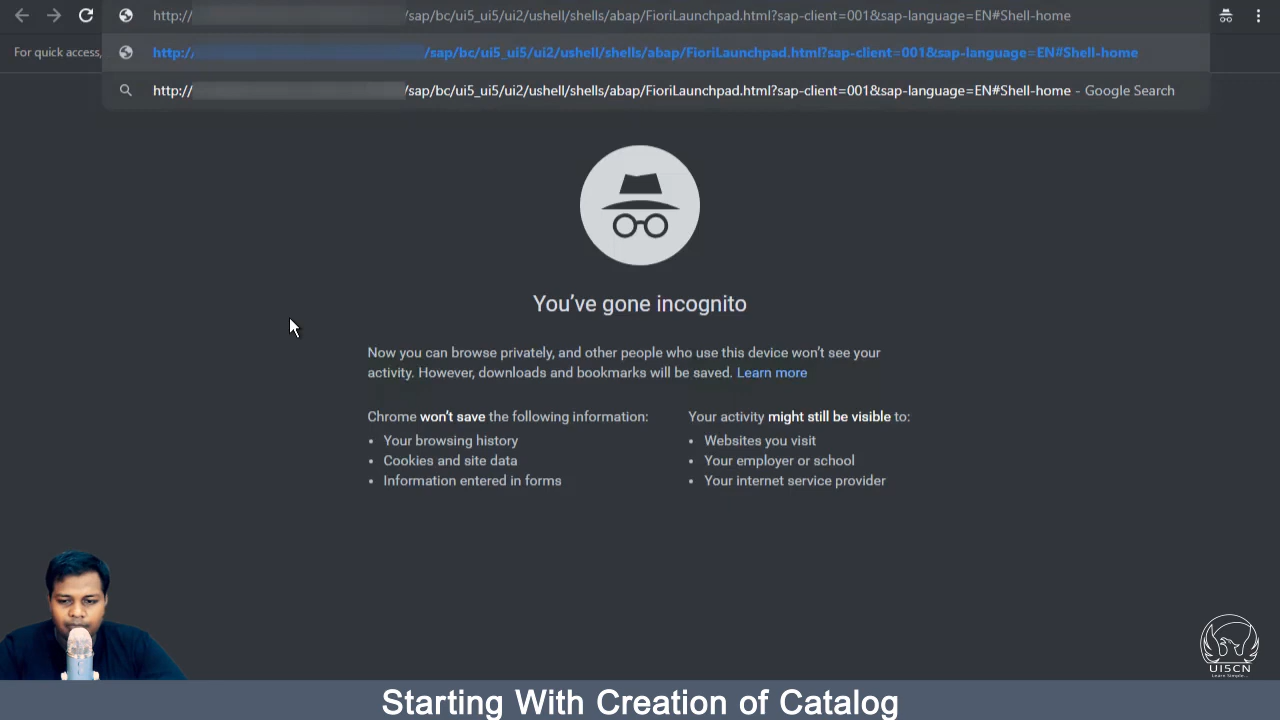 http:// /sap/bc/ui5_ui5/ui2/ushell/shells/abap/FioriLaunchpad.html?sap-client=001&sap-language=EN#Shell-home
For quick access,
http:// /sap/bc/ui5_ui5/ui2/ushell/shells/abap/FioriLaunchpad.html?sap-client=001&sap-language=EN#Shell-home
http:// /sap/bc/ui5_ui5/ui2/ushell/shells/abap/FioriLaunchpad.html?sap-client=001&sap-language=EN#Shell-home - Google Search
You've gone incognito
Now you can browse privately, and other people who use this device won't see your
activity. However, downloads and bookmarks will be saved. Learn more
Chrome won't save the following information:
• Your browsing history
• Cookies and site data
• Information entered in forms
Your activity might still be visible to:
• Websites you visit
• Your employer or school
• Your internet service provider
UISCN
Learn Simple...
Starting With Creation of Catalog